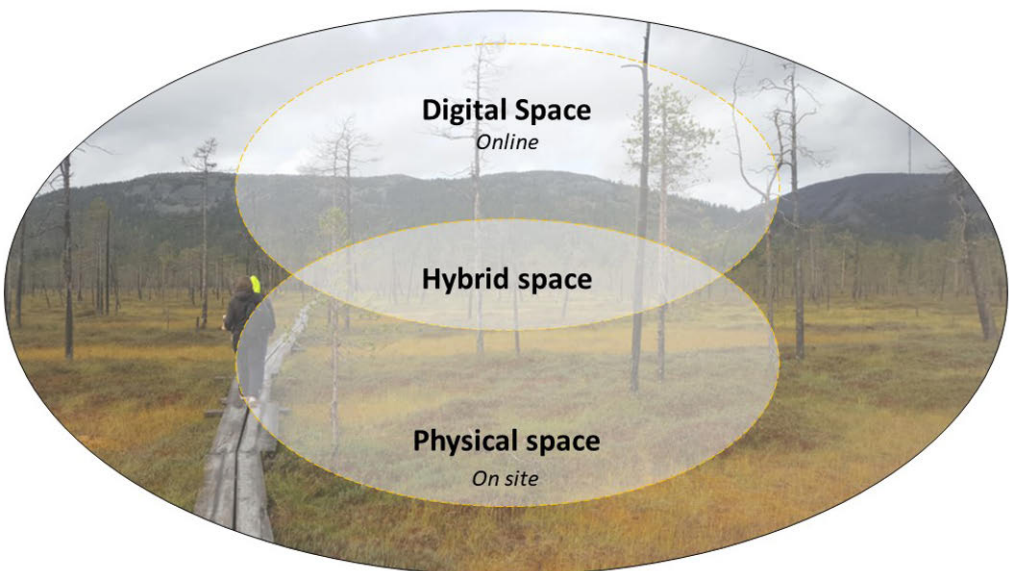 Digital Space
Online
Hybrid space
Physical space
On site